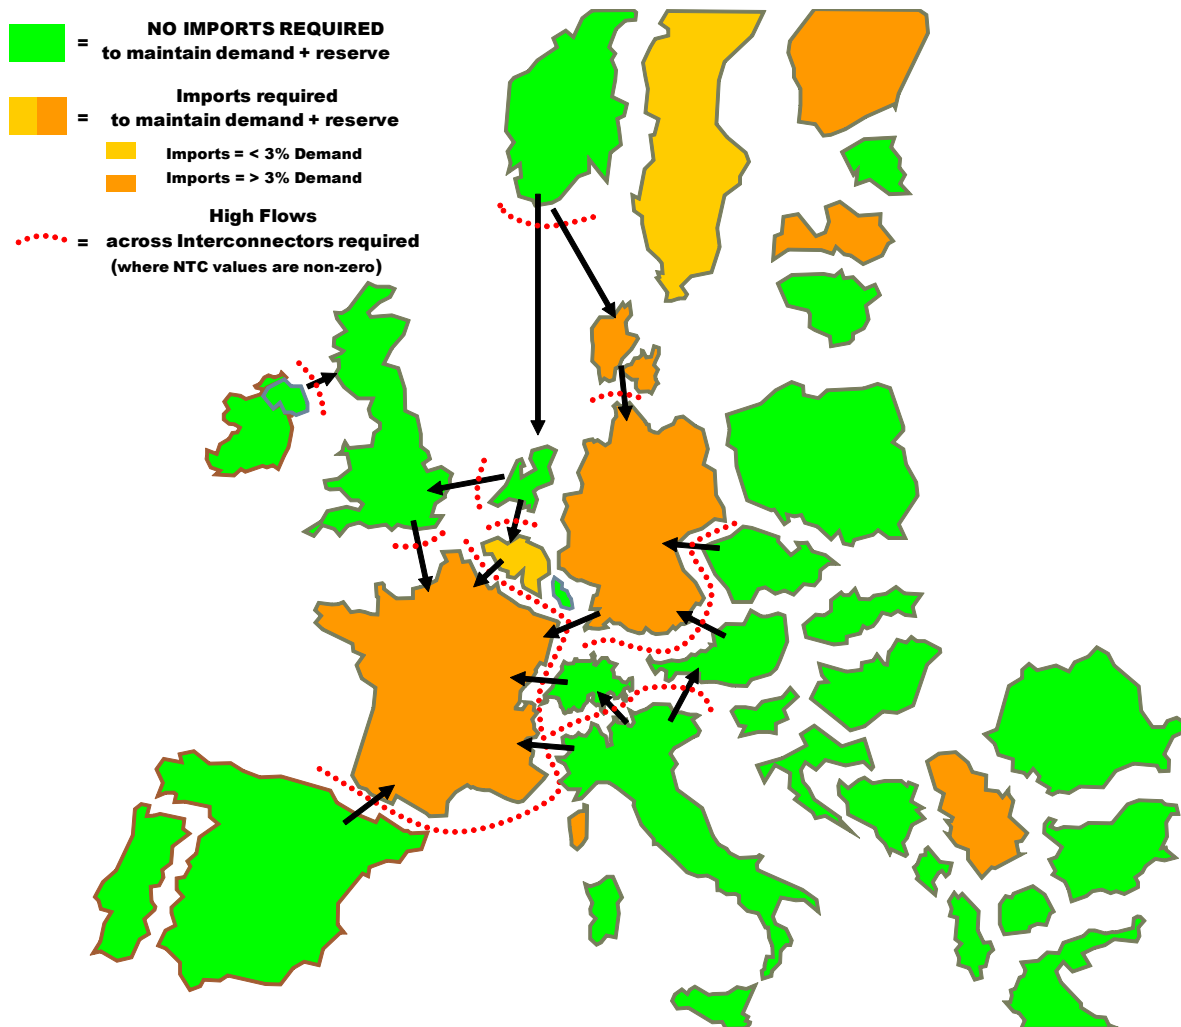 = NO IMPORTS REQUIRED
to maintain demand + reserve
Imports required
= to maintain demand + reserve
Imports = < 3% Demand
Imports = > 3% Demand
High Flows
= across Interconnectors required
(where NTC values are non-zero)